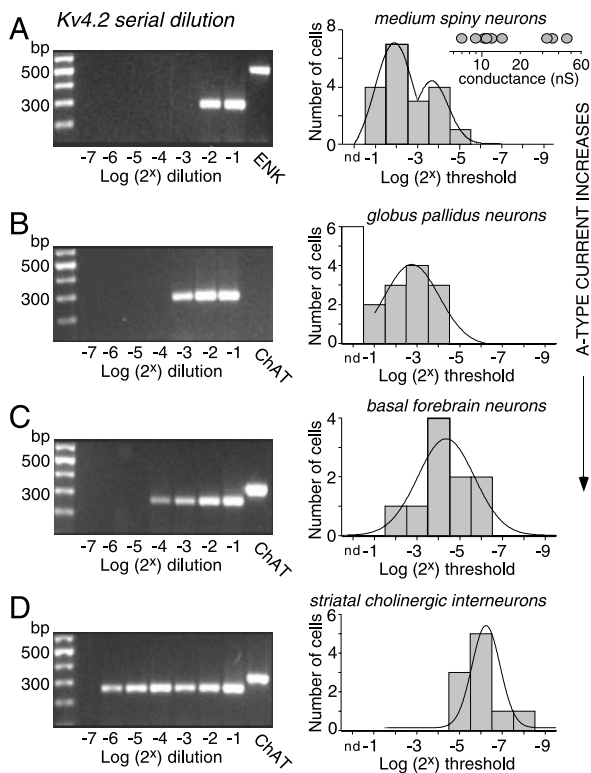 A
Kv4.2 serial dilution
bp
500
300
-7 -6 -5 -4 -3 -2 -1 ENK
Log (2ˣ) dilution
medium spiny neurons
10 60
conductance (nS)
Number of cells
8
4
0
nd -1 -3 -5 -7 -9
Log (2ˣ) threshold
A-TYPE CURRENT INCREASES
B
bp
500
300
-7 -6 -5 -4 -3 -2 -1 ChAT
Log (2ˣ) dilution
globus pallidus neurons
Number of cells
6
4
2
0
nd -1 -3 -5 -7 -9
Log (2ˣ) threshold
C
bp
500
300
-7 -6 -5 -4 -3 -2 -1 ChAT
Log (2ˣ) dilution
basal forebrain neurons
Number of cells
4
2
0
nd -1 -3 -5 -7 -9
Log (2ˣ) threshold
D
bp
500
300
-7 -6 -5 -4 -3 -2 -1 ChAT
Log (2ˣ) dilution
striatal cholinergic interneurons
Number of cells
6
4
2
0
nd -1 -3 -5 -7 -9
Log (2ˣ) threshold